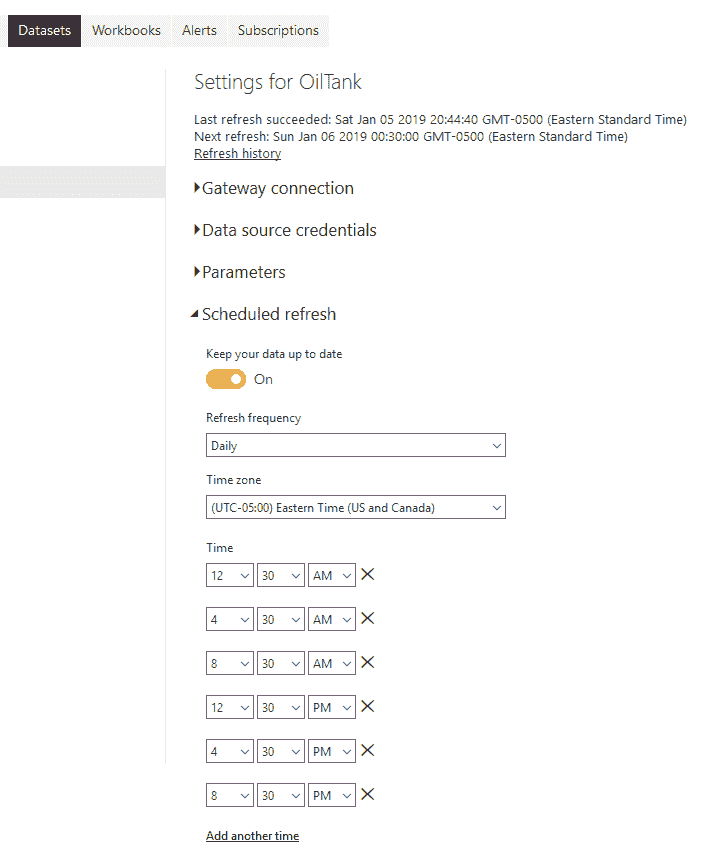 Datasets Workbooks Alerts Subscriptions
Settings for OilTank
Last refresh succeeded: Sat Jan 05 2019 20:44:40 GMT-0500 (Eastern Standard Time)
Next refresh: Sun Jan 06 2019 00:30:00 GMT-0500 (Eastern Standard Time)
Refresh history
Gateway connection
Data source credentials
Parameters
Scheduled refresh
Keep your data up to date
On
Refresh frequency
Daily
Time zone
(UTC-05:00) Eastern Time (US and Canada)
Time
12 30 AM
4 30 AM
8 30 AM
12 30 PM
4 30 PM
8 30 PM
Add another time